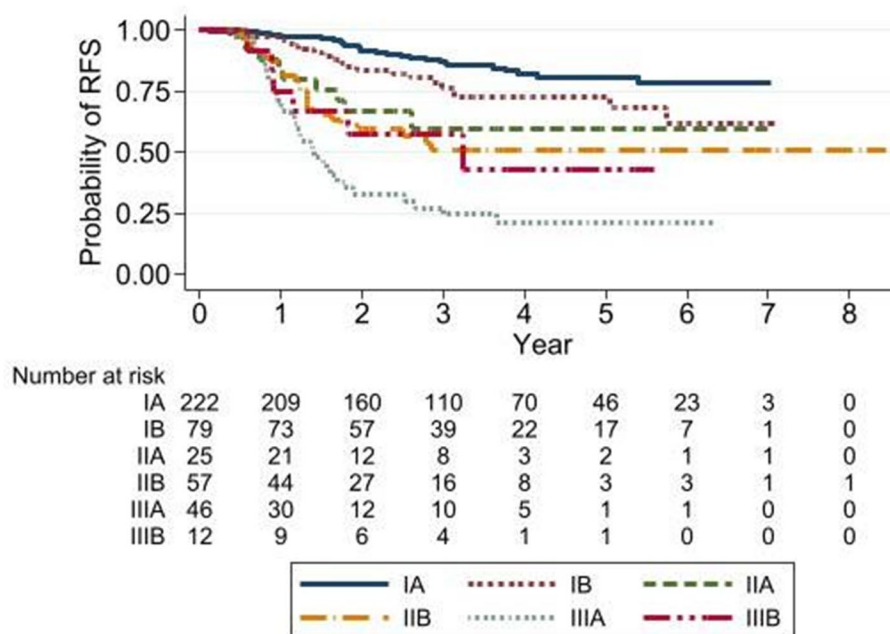 1.00
0.75
0.50
0.25
0.00
Probability of RFS
0 1 2 3 4 5 6 7 8
Year
Number at risk
IA 222 209 160 110 70 46 23 3 0
IB 79 73 57 39 22 17 7 1 0
IIA 25 21 12 8 3 2 1 1 0
IIB 57 44 27 16 8 3 3 1 1
IIIA 46 30 12 10 5 1 1 0 0
IIIB 12 9 6 4 1 1 0 0 0
IA IB IIA
IIB IIIA IIIB